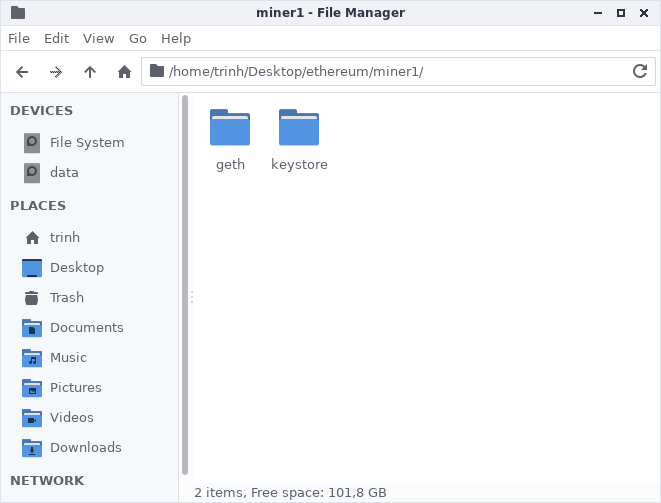 miner1 - File Manager
File Edit View Go Help
/home/trinh/Desktop/ethereum/miner1/
DEVICES
File System
data
PLACES
trinh
Desktop
Trash
Documents
Music
Pictures
Videos
Downloads
NETWORK
geth keystore
2 items, Free space: 101,8 GB